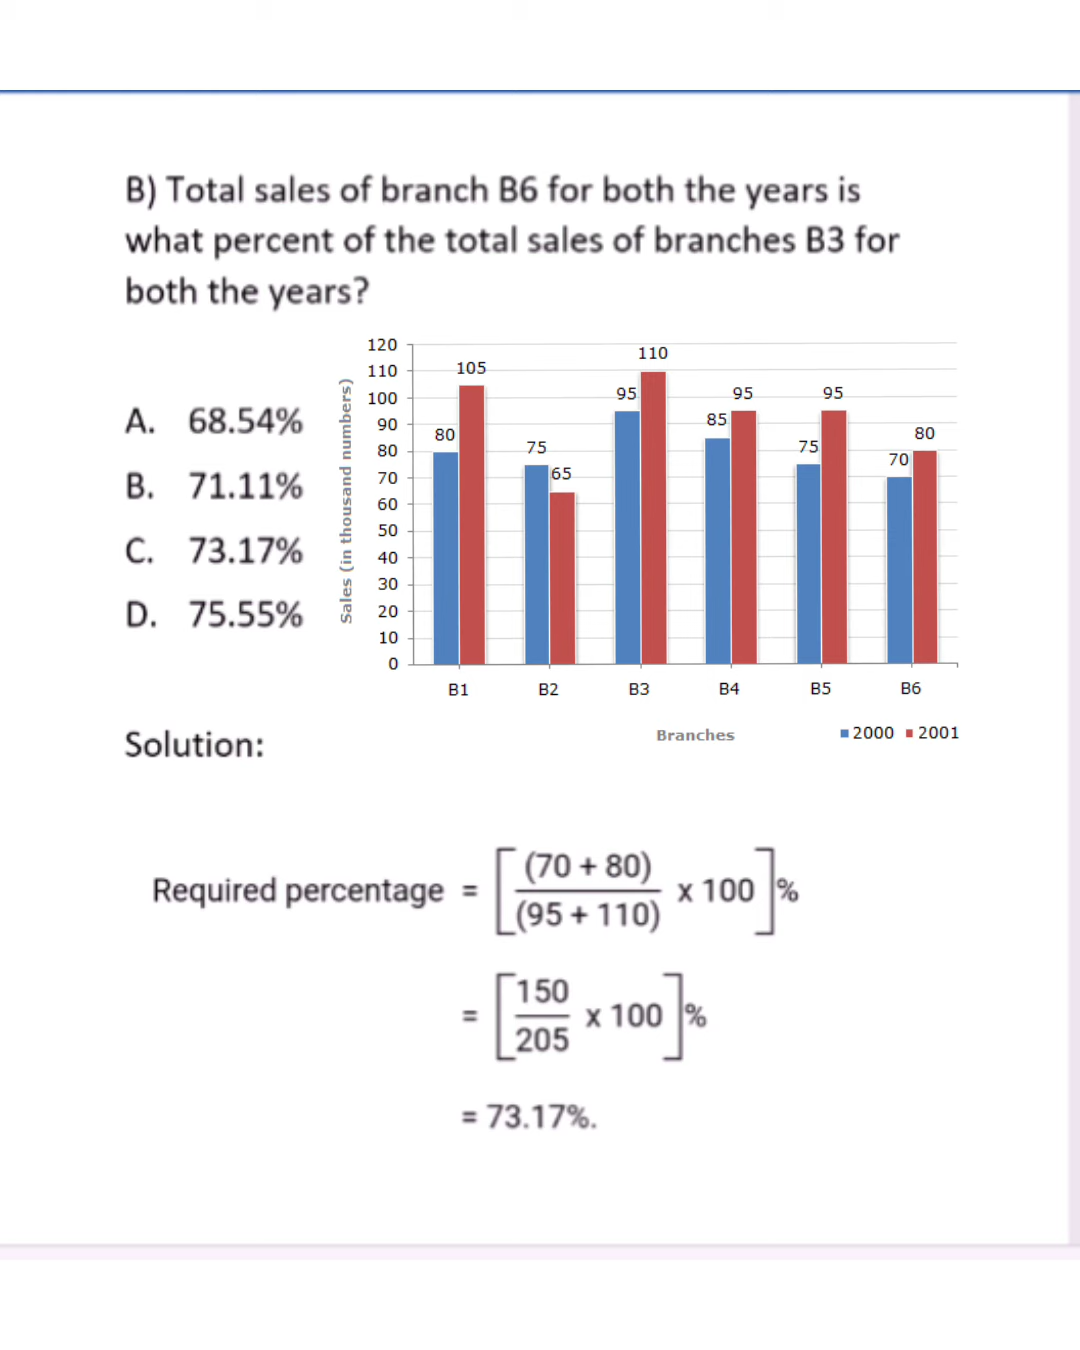 B) Total sales of branch B6 for both the years is
what percent of the total sales of branches B3 for
both the years?
A. 68.54%
B. 71.11%
C. 73.17%
D. 75.55%
Sales (in thousand numbers)
120
110
100
90
80
70
60
50
40
30
20
10
0
80
105
75
65
95
110
85
95
75
95
70
80
B1 B2 B3 B4 B5 B6
Branches
2000 2001
Solution:
Required percentage = [(70 + 80)
(95 + 110) x 100]%
= [150
205 x 100]%
= 73.17%.